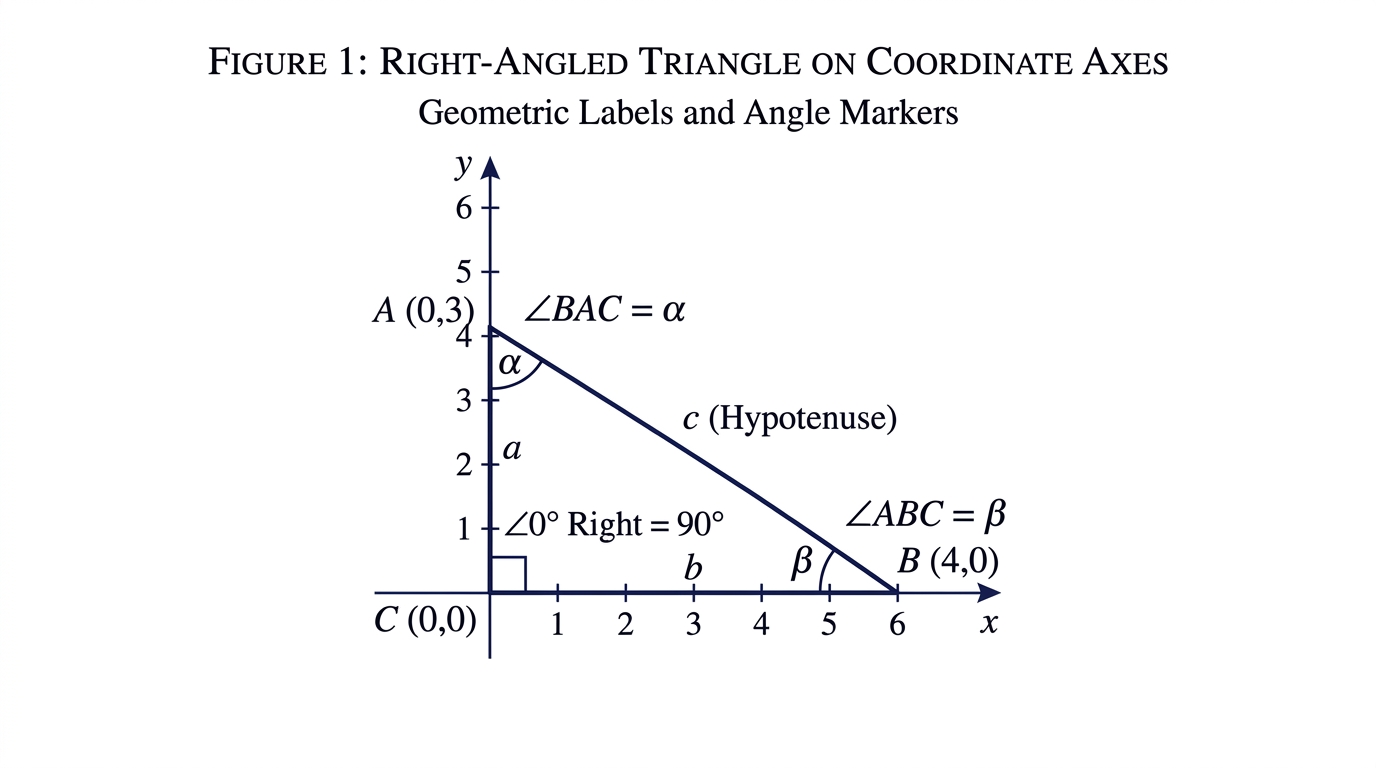 FIGURE 1: RIGHT-ANGLED TRIANGLE ON COORDINATE AXES
Geometric Labels and Angle Markers
y
6
5
A (0,3)
∠BAC = α
4
α
3
c (Hypotenuse)
a
2
∠ABC = β
1
∠0° Right = 90°
b
β
B (4,0)
C (0,0)
1 2 3 4 5 6 x